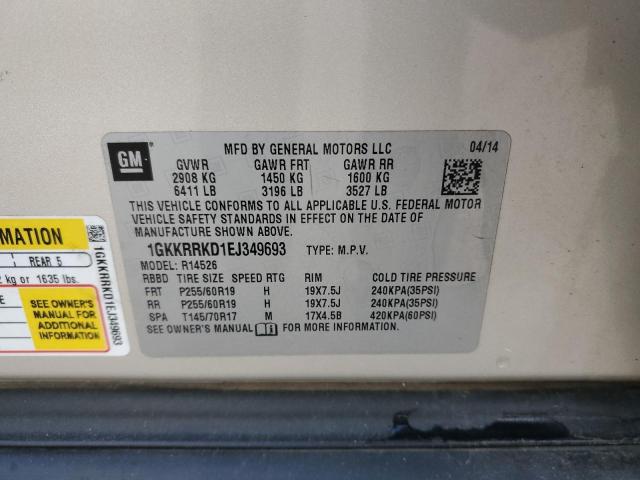 GM
MFD BY GENERAL MOTORS LLC 04/14
GVWR GAWR FRT GAWR RR
2908 KG 1450 KG 1600 KG
6411 LB 3196 LB 3527 LB
THIS VEHICLE CONFORMS TO ALL APPLICABLE U.S. FEDERAL MOTOR
VEHICLE SAFETY STANDARDS IN EFFECT ON THE DATE OF
MANUFACTURE SHOWN ABOVE.
1GKKRRKD1EJ349693 TYPE: M.P.V.
MODEL: R14526
RBBD TIRE SIZE SPEED RTG RIM COLD TIRE PRESSURE
FRT P255/60R19 H 19X7.5J 240KPA(35PSI)
RR P255/60R19 H 19X7.5J 240KPA(35PSI)
SPA T145/70R17 M 17X4.5B 420KPA(60PSI)
SEE OWNER'S MANUAL FOR MORE INFORMATION.
REAR 5
kg or 1635 lbs.
SEE OWNER'S
MANUAL FOR
ADDITIONAL
INFORMATION
1GKKRRKD1EJ349693